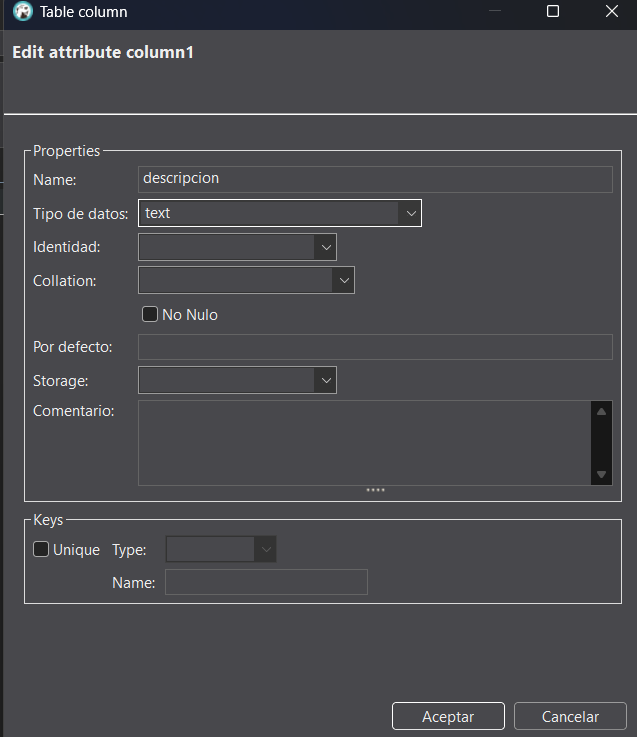 Table column
Edit attribute column1
Properties
Name: descripcion
Tipo de datos: text
Identidad:
Collation:
No Nulo
Por defecto:
Storage:
Comentario:
Keys
Unique Type:
Name:
Aceptar Cancelar